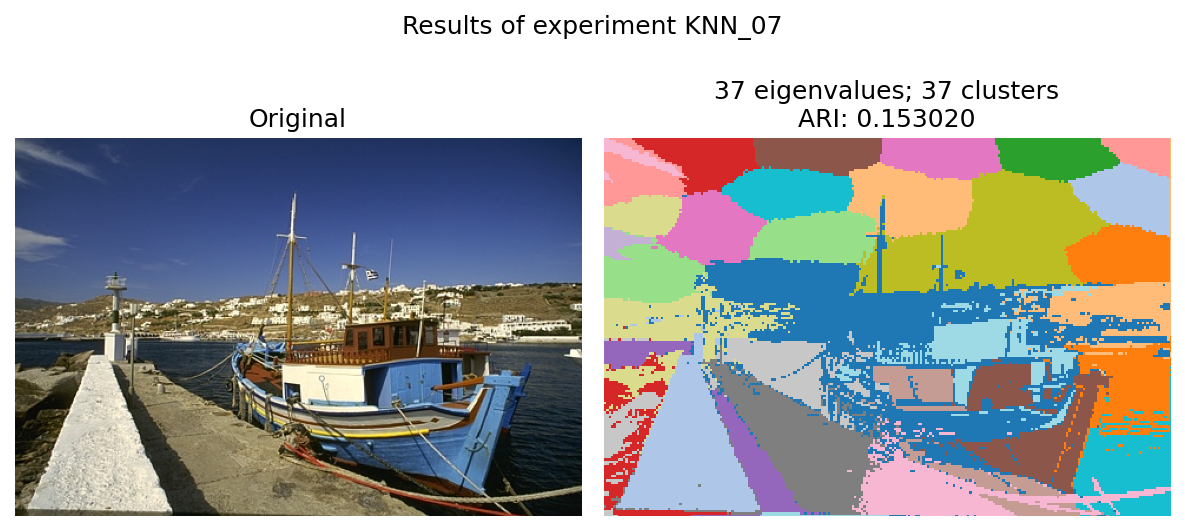 Results of experiment KNN_07
Original
37 eigenvalues; 37 clusters
ARI: 0.153020